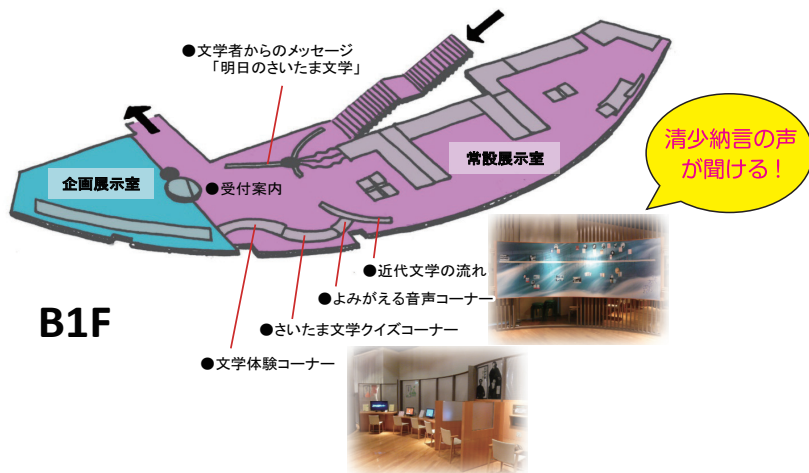 ●文学者からのメッセージ
「明日のさいたま文学」
清少納言の声
が聞ける！
常設展示室
企画展示室
●受付案内
●近代文学の流れ
●よみがえる音声コーナー
B1F
●さいたま文学クイズコーナー
●文学体験コーナー